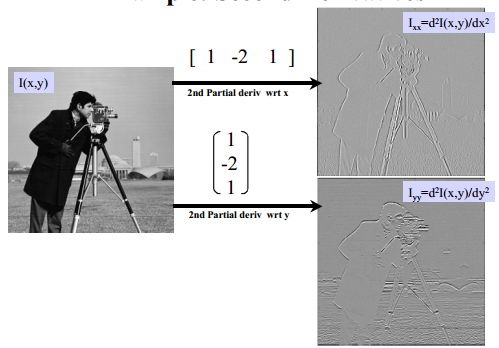 [ 1 -2 1 ]
I(x,y)
2nd Partial deriv wrt x
Ixx=d²I(x,y)/dx²
1
-2
1
2nd Partial deriv wrt y
Iyy=d²I(x,y)/dy²